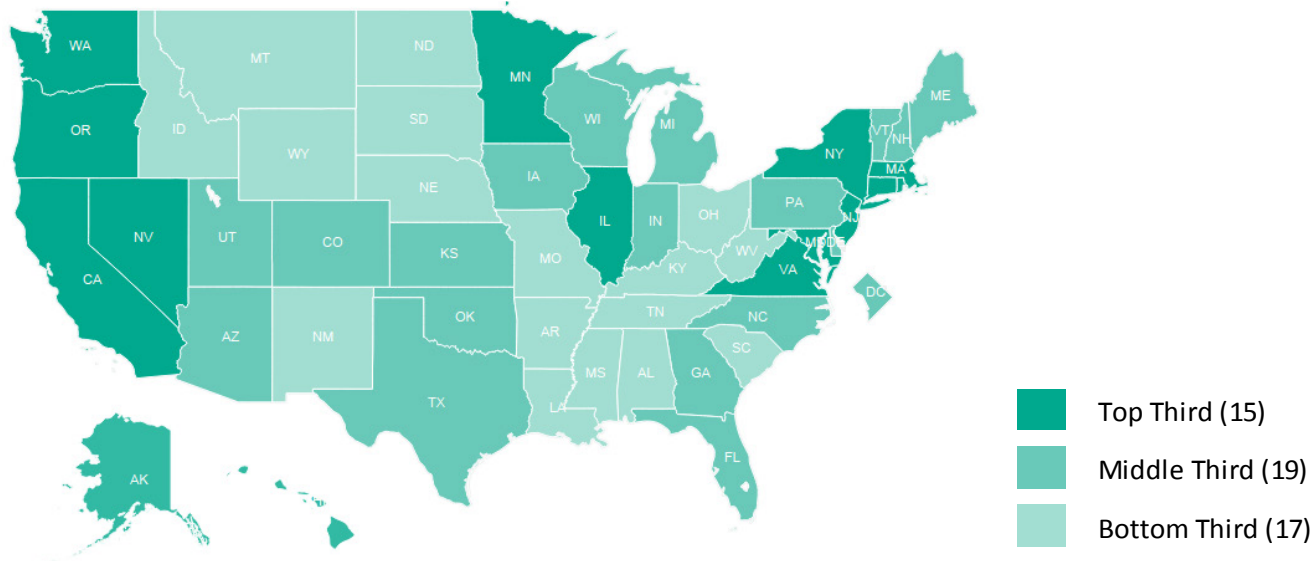 WA
MT
ND
MN
ME
OR
ID
SD
WI
MI
VT
NH
WY
NY
MA
NE
IA
PA
NJ
NV
UT
CO
IL
IN
OH
MD
DE
CA
KS
MO
WV
VA
KY
DC
AZ
NM
OK
AR
TN
NC
SC
MS
AL
GA
TX
LA
FL
AK
Top Third (15)
Middle Third (19)
Bottom Third (17)